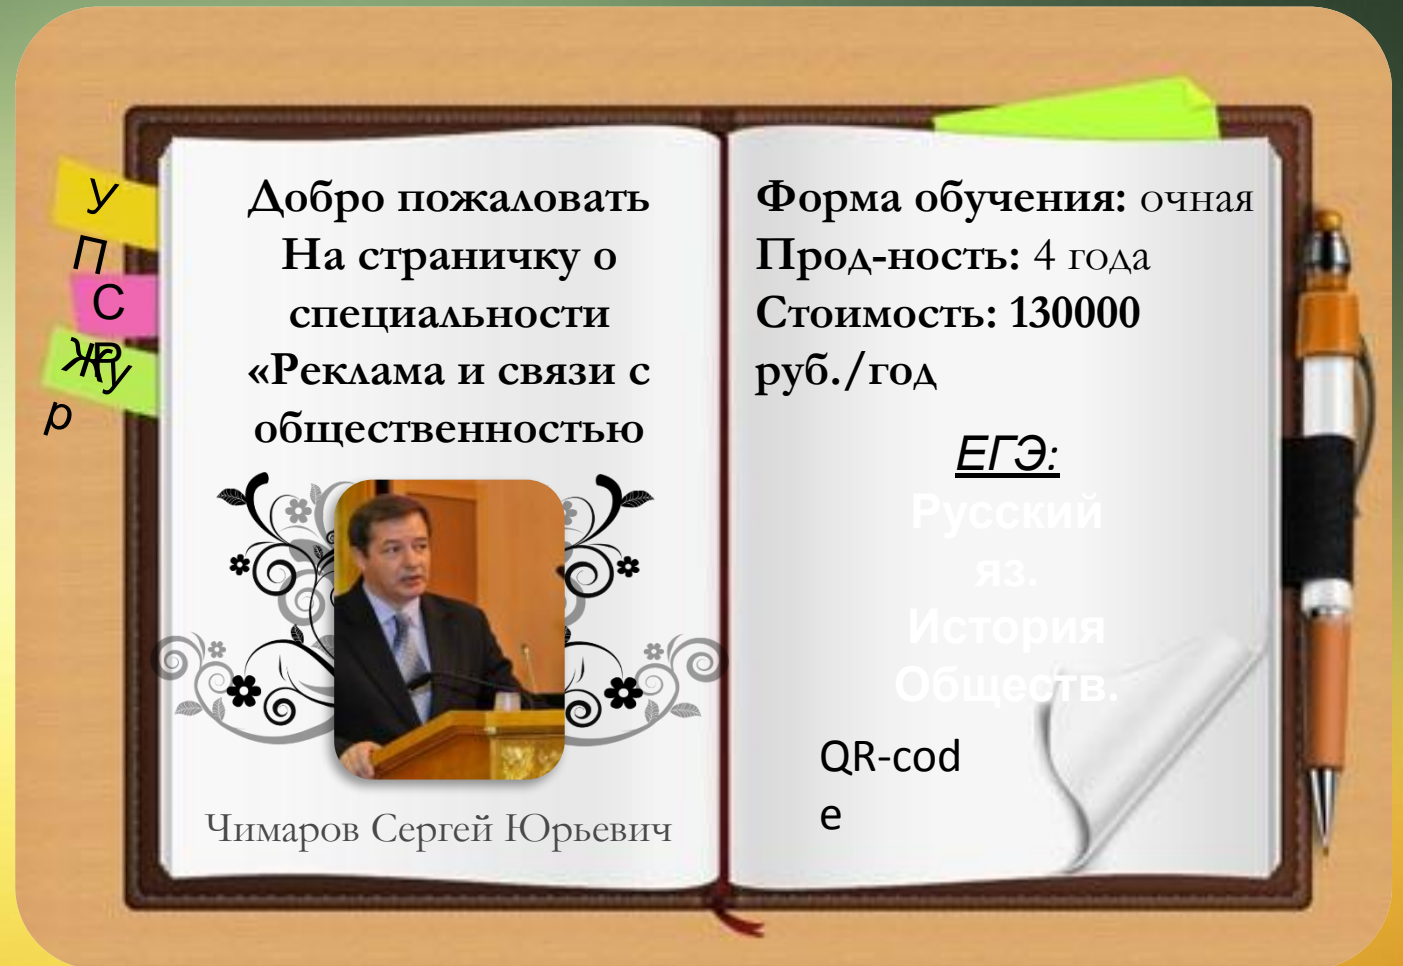 У
П
С
Р
Жу
р
Добро пожаловать
На страничку о
специальности
«Реклама и связи с
общественностью
Чимаров Сергей Юрьевич
Форма обучения: очная
Прод-ность: 4 года
Стоимость: 130000
руб./год
ЕГЭ:
Русский
яз.
История
Обществ.
QR-cod
e